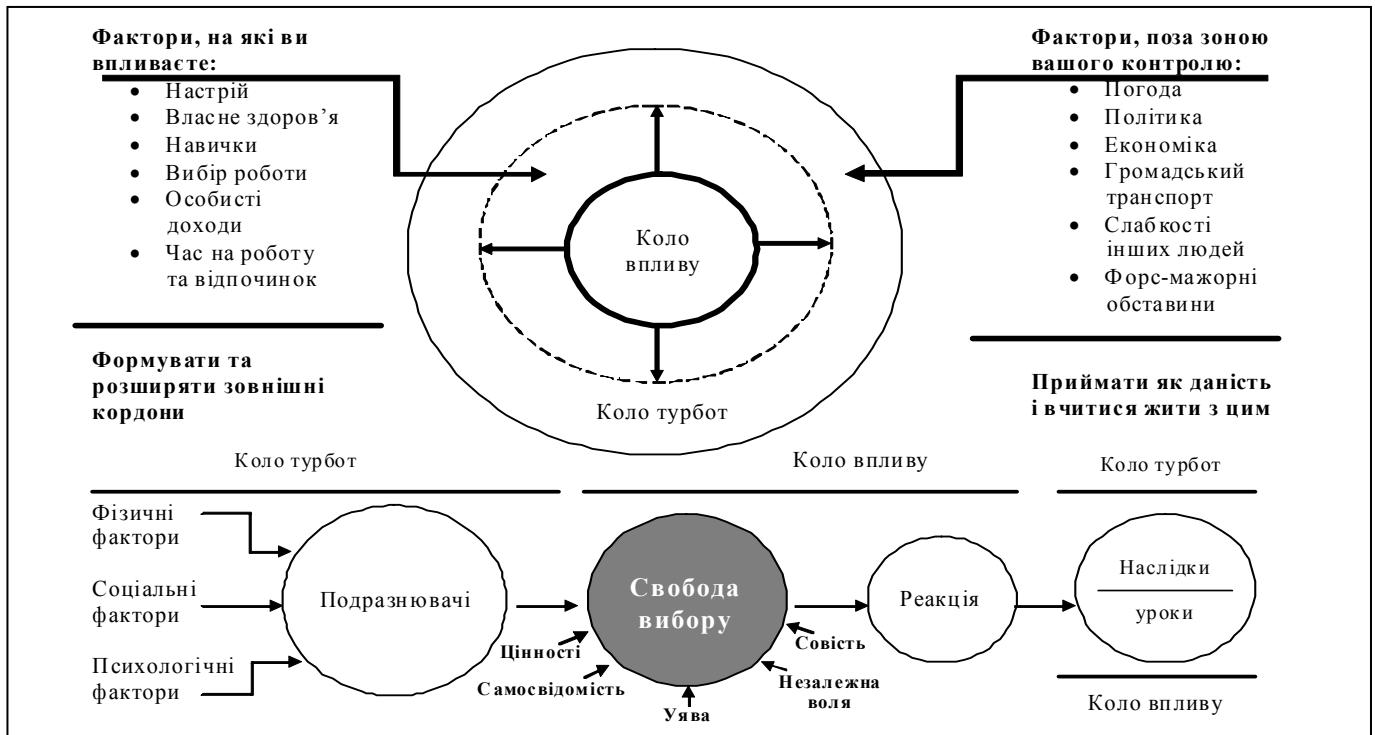 Фактори, на які ви
впливаєте:
• Настрій
• Власне здоров’я
• Навички
• Вибір роботи
• Особисті
доходи
• Час на роботу
та відпочинок
Формувати та
розширяти зовнішні
кордони
Коло
впливу
Коло турбот
Фактори, поза зоною
вашого контролю:
• Погода
• Політика
• Економіка
• Громадський
транспорт
• Слабкості
інших людей
• Форс-мажорні
обставини
Приймати як даність
і вчитися жити з цим
Коло турбот
Коло впливу
Коло турбот
Фізичні
фактори
Соціальні
фактори
Психологічні
фактори
Подразнювачі
Свобода
вибору
Цінності
Самосвідомість
Уява
Незалежна
воля
Совість
Реакція
Наслідки
уроки
Коло впливу